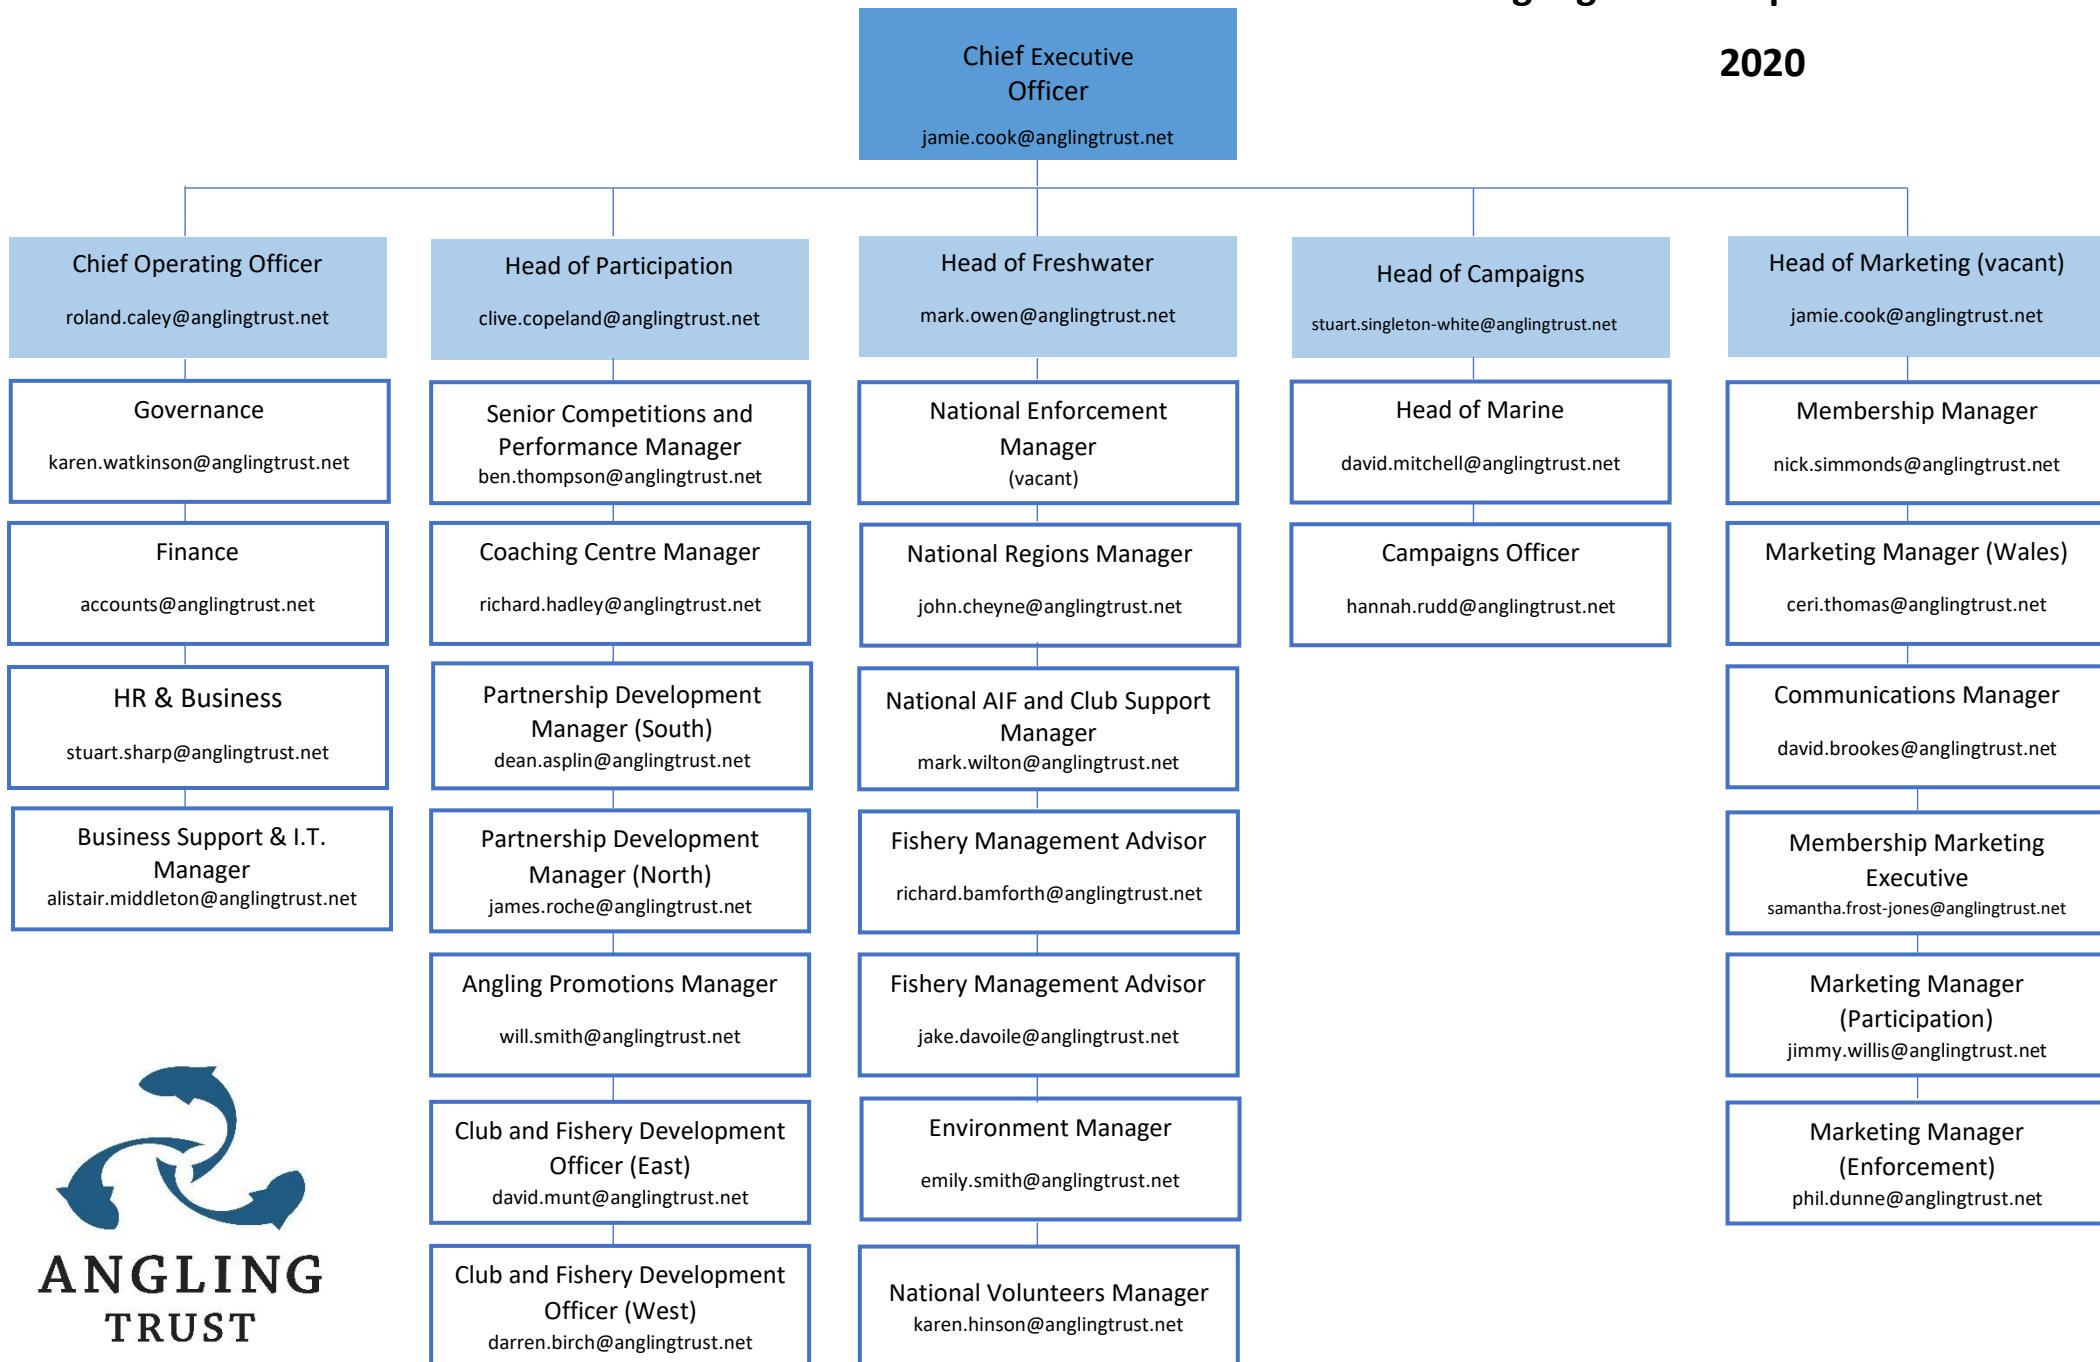 2020
Chief Executive
Officer
jamie.cook@anglingtrust.net
Chief Operating Officer
roland.caley@anglingtrust.net
Head of Participation
clive.copeland@anglingtrust.net
Head of Freshwater
mark.owen@anglingtrust.net
Head of Campaigns
stuart.singleton-white@anglingtrust.net
Head of Marketing (vacant)
jamie.cook@anglingtrust.net
Governance
karen.watkinson@anglingtrust.net
Finance
accounts@anglingtrust.net
HR & Business
stuart.sharp@anglingtrust.net
Business Support & I.T.
Manager
alistair.middleton@anglingtrust.net
Senior Competitions and
Performance Manager
ben.thompson@anglingtrust.net
Coaching Centre Manager
richard.hadley@anglingtrust.net
Partnership Development
Manager (South)
dean.asplin@anglingtrust.net
Partnership Development
Manager (North)
james.roche@anglingtrust.net
Angling Promotions Manager
will.smith@anglingtrust.net
Club and Fishery Development
Officer (East)
david.munt@anglingtrust.net
Club and Fishery Development
Officer (West)
darren.birch@anglingtrust.net
National Enforcement
Manager
(vacant)
National Regions Manager
john.cheyne@anglingtrust.net
National AIF and Club Support
Manager
mark.wilton@anglingtrust.net
Fishery Management Advisor
richard.bamforth@anglingtrust.net
Fishery Management Advisor
jake.davoile@anglingtrust.net
Environment Manager
emily.smith@anglingtrust.net
National Volunteers Manager
karen.hinson@anglingtrust.net
Head of Marine
david.mitchell@anglingtrust.net
Campaigns Officer
hannah.rudd@anglingtrust.net
Membership Manager
nick.simmonds@anglingtrust.net
Marketing Manager (Wales)
ceri.thomas@anglingtrust.net
Communications Manager
david.brookes@anglingtrust.net
Membership Marketing
Executive
samantha.frost-jones@anglingtrust.net
Marketing Manager
(Participation)
jimmy.willis@anglingtrust.net
Marketing Manager
(Enforcement)
phil.dunne@anglingtrust.net
ANGLING
TRUST